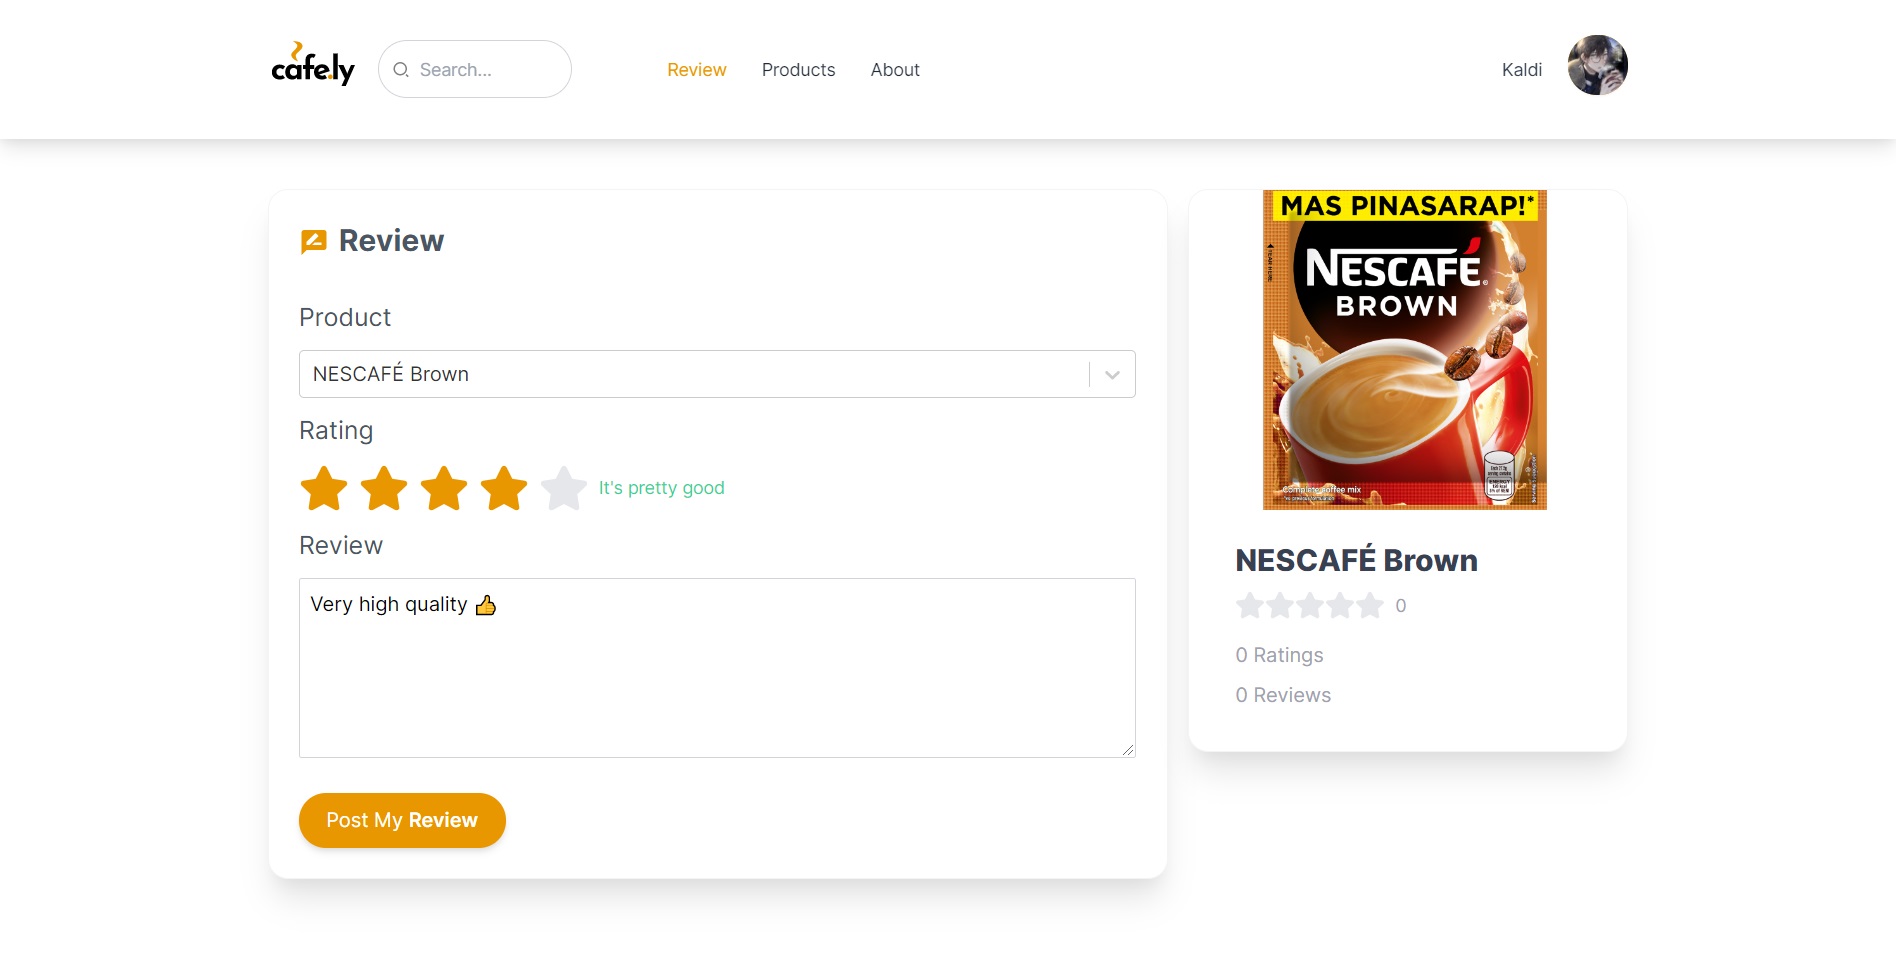 cafe.ly
Search...
Review
Products
About
Kaldi
Review
Product
NESCAFÉ Brown
Rating
It's pretty good
Review
Very high quality 👍
Post My Review
MAS PINASARAP!*
NESCAFÉ
BROWN
Complete coffee mix
ENERGY
NESCAFÉ Brown
0
0 Ratings
0 Reviews